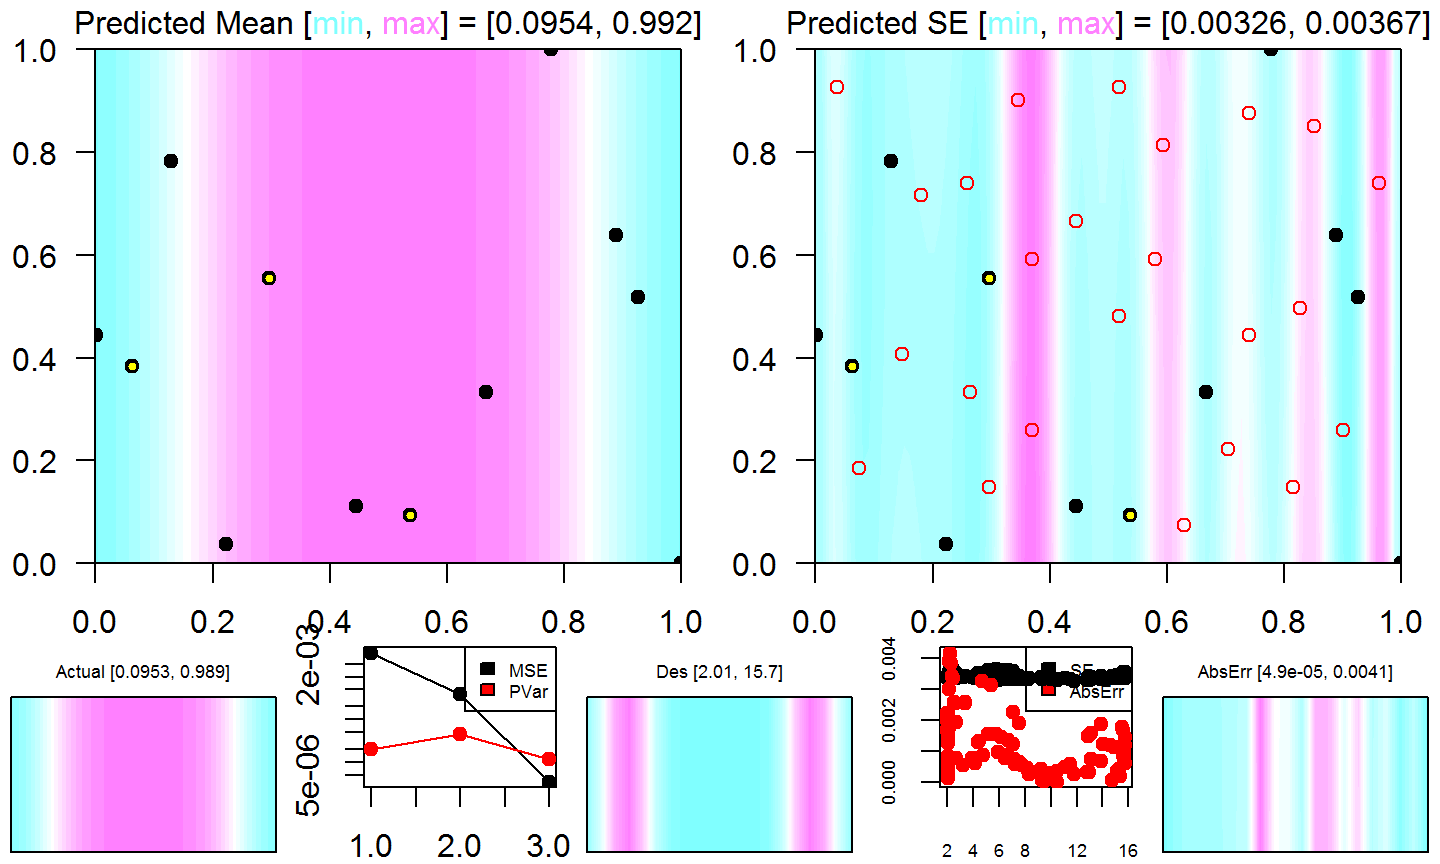 Predicted Mean [min, max] = [0.0954, 0.992]
1.0
0.8
0.6
0.4
0.2
0.0
0.0 0.2 0.4 0.6 0.8 1.0
Predicted SE [min, max] = [0.00326, 0.00367]
1.0
0.8
0.6
0.4
0.2
0.0
0.0 0.2 0.4 0.6 0.8 1.0
Actual [0.0953, 0.989]
2e-03
5e-06
MSE
PVar
1.0 2.0 3.0
Des [2.01, 15.7]
0.004
0.002
0.000
SE
AbsErr
2 4 6 8 12 16
AbsErr [4.9e-05, 0.0041]